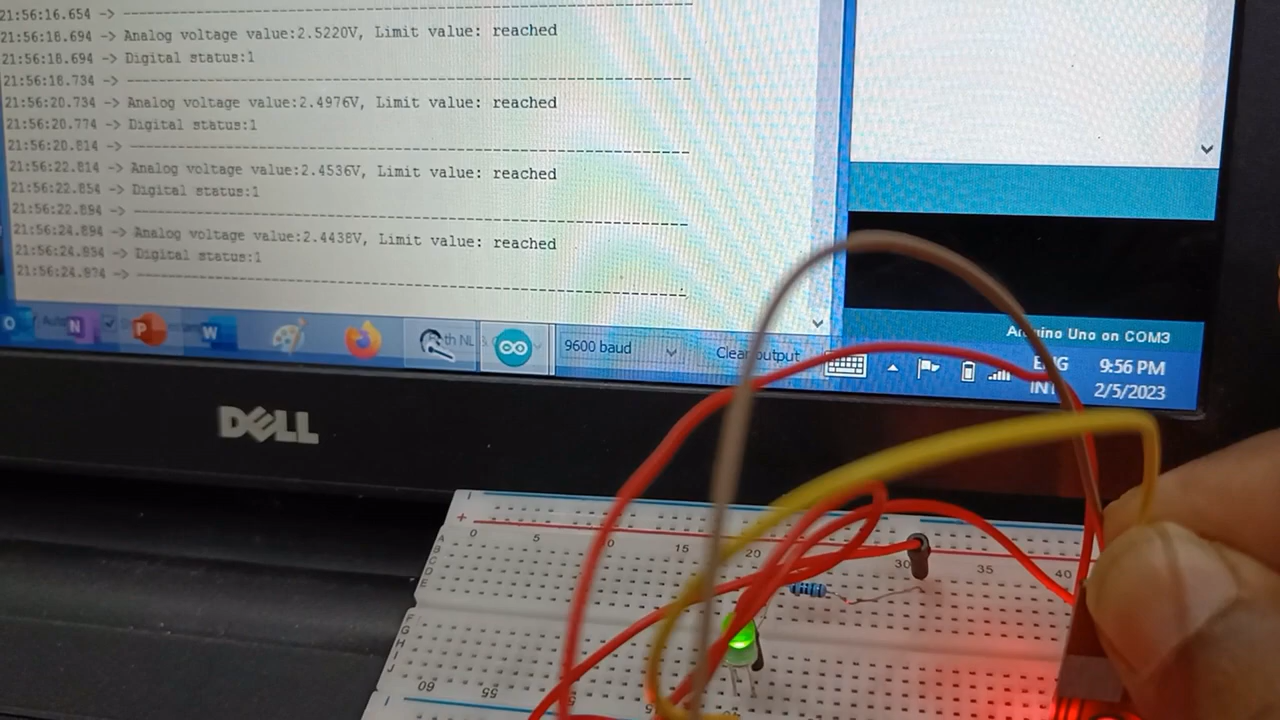 21:56:16.654 -> ----------------------------------------------------------------------
21:56:18.694 -> Analog voltage value:2.5220V, Limit value: reached
21:56:18.694 -> Digital status:1
21:56:18.734 -> ----------------------------------------------------------------------
21:56:20.734 -> Analog voltage value:2.4976V, Limit value: reached
21:56:20.774 -> Digital status:1
21:56:20.814 -> ----------------------------------------------------------------------
21:56:22.814 -> Analog voltage value:2.4536V, Limit value: reached
21:56:22.854 -> Digital status:1
21:56:22.894 -> ----------------------------------------------------------------------
21:56:24.894 -> Analog voltage value:2.4438V, Limit value: reached
21:56:24.934 -> Digital status:1
21:56:24.974 -> ----------------------------------------------------------------------
O N P W
NL
9600 baud
Clear output
Arduino Uno on COM3
ENG
9:56 PM
2/5/2023
DELL
+
0 5 15 20 30 35 40
A
B
C
D
E
F
G
H
I
J
60 55